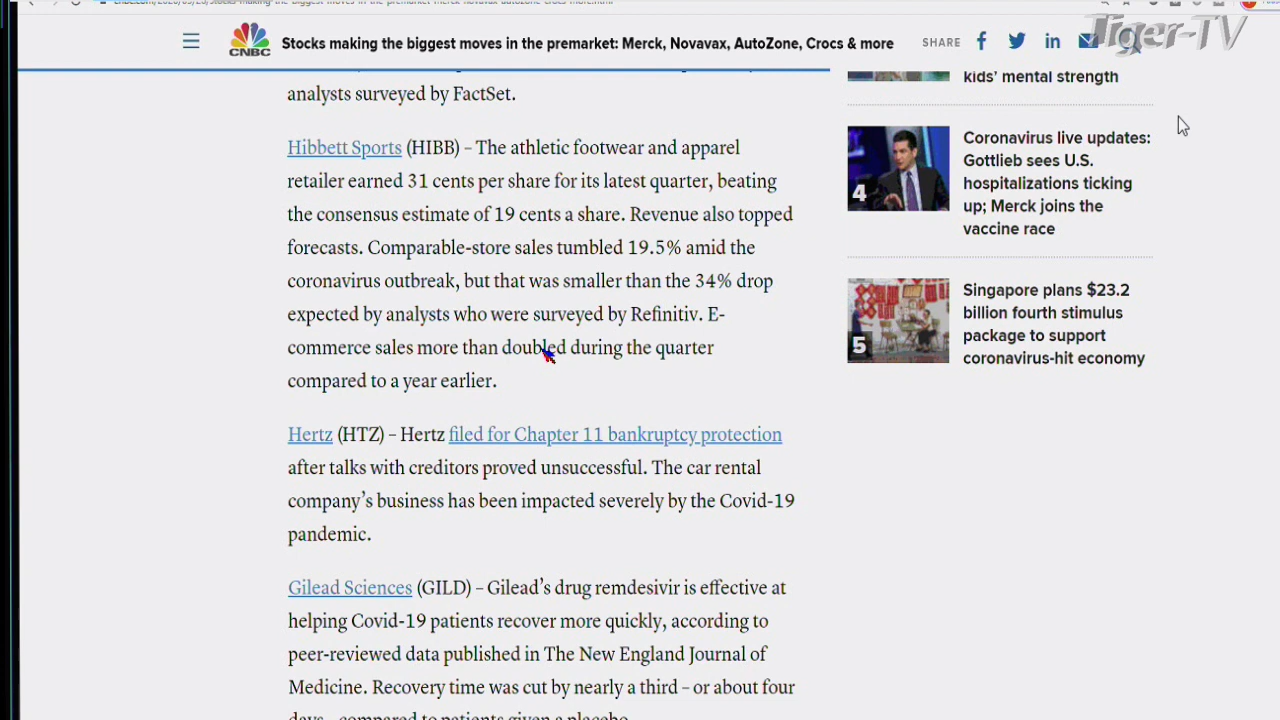 Tiger-TV
CNBC
Stocks making the biggest moves in the premarket: Merck, Novavax, AutoZone, Crocs & more
SHARE
analysts surveyed by FactSet.
Hibbett Sports (HIBB) – The athletic footwear and apparel
retailer earned 31 cents per share for its latest quarter, beating
the consensus estimate of 19 cents a share. Revenue also topped
forecasts. Comparable-store sales tumbled 19.5% amid the
coronavirus outbreak, but that was smaller than the 34% drop
expected by analysts who were surveyed by Refinitiv. E-
commerce sales more than doubled during the quarter
compared to a year earlier.
Hertz (HTZ) – Hertz filed for Chapter 11 bankruptcy protection
after talks with creditors proved unsuccessful. The car rental
company's business has been impacted severely by the Covid-19
pandemic.
Gilead Sciences (GILD) – Gilead's drug remdesivir is effective at
helping Covid-19 patients recover more quickly, according to
peer-reviewed data published in The New England Journal of
Medicine. Recovery time was cut by nearly a third – or about four
days – compared to patients given a placebo
kids' mental strength
4
Coronavirus live updates:
Gottlieb sees U.S.
hospitalizations ticking
up; Merck joins the
vaccine race
5
Singapore plans $23.2
billion fourth stimulus
package to support
coronavirus-hit economy